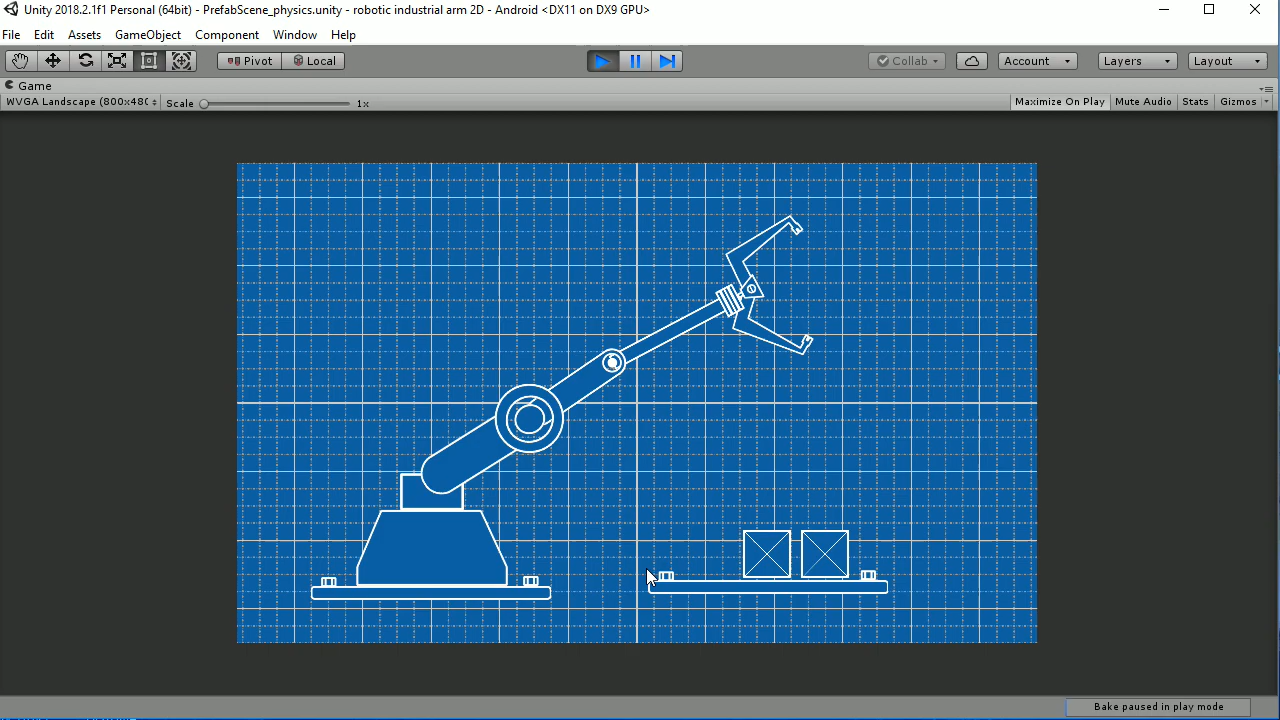 Unity 2018.2.1f1 Personal (64bit) - PrefabScene_physics.unity - robotic industrial arm 2D - Android <DX11 on DX9 GPU>
File Edit Assets GameObject Component Window Help
Pivot Local Collab Account Layers Layout
Game
WVGA Landscape (800x48( Scale 1x Maximize On Play Mute Audio Stats Gizmos
Bake paused in play mode